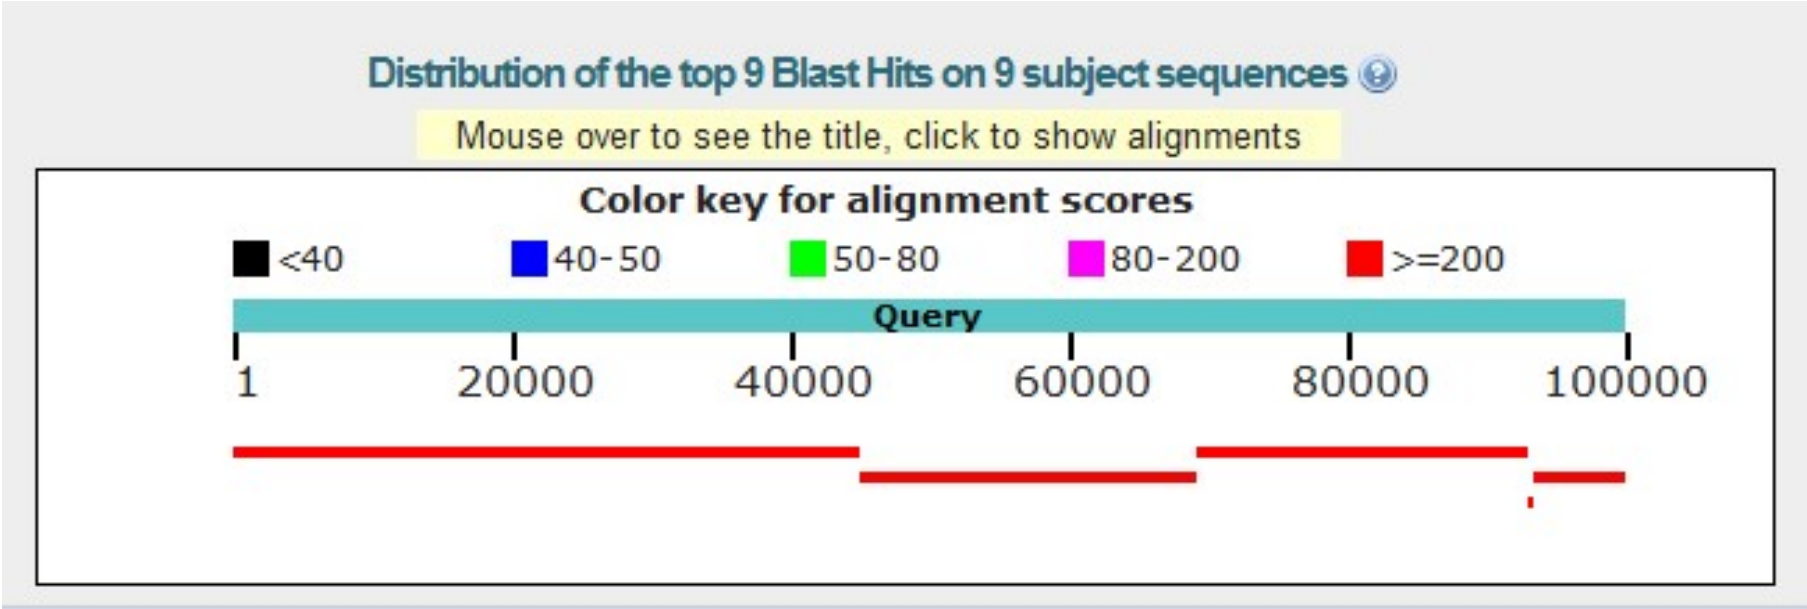 Distribution of the top 9 Blast Hits on 9 subject sequences ?
Mouse over to see the title, click to show alignments
Color key for alignment scores
<40 40-50 50-80 80-200 >=200
Query
1 20000 40000 60000 80000 100000